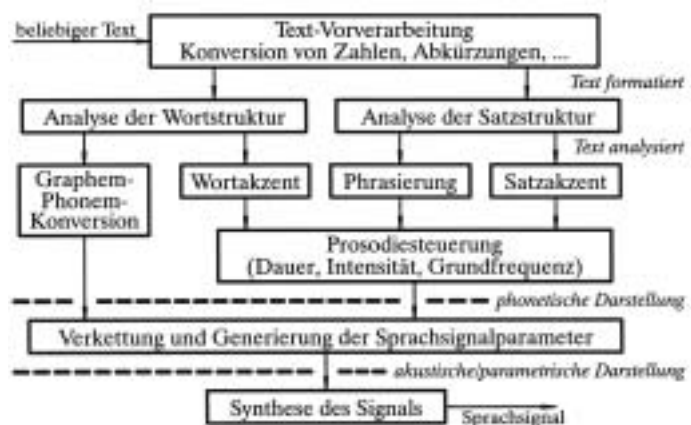 beliebiger Text
Text-Vorverarbeitung
Konversion von Zahlen, Abkürzungen, ...
Text formatiert
Analyse der Wortstruktur
Analyse der Satzstruktur
Text analysiert
Graphem-
Phonem-
Konversion
Wortakzent
Phrasierung
Satzakzent
Prosodiesteuerung
(Dauer, Intensität, Grundfrequenz)
phonetische Darstellung
Verkettung und Generierung der Sprachsignalparameter
akustische/parametrische Darstellung
Synthese des Signals
Sprachsignal